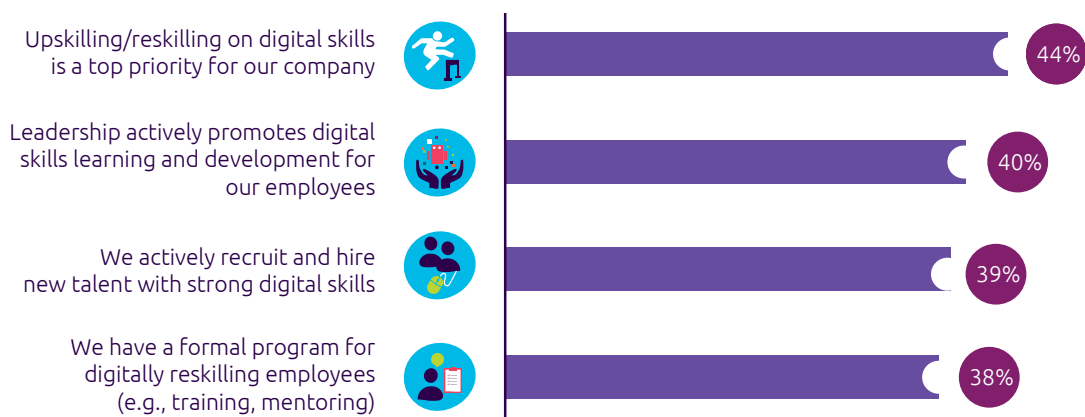 Upskilling/reskilling on digital skills
is a top priority for our company
44%
Leadership actively promotes digital
skills learning and development for
our employees
40%
We actively recruit and hire
new talent with strong digital skills
39%
We have a formal program for
digitally reskilling employees
(e.g., training, mentoring)
38%